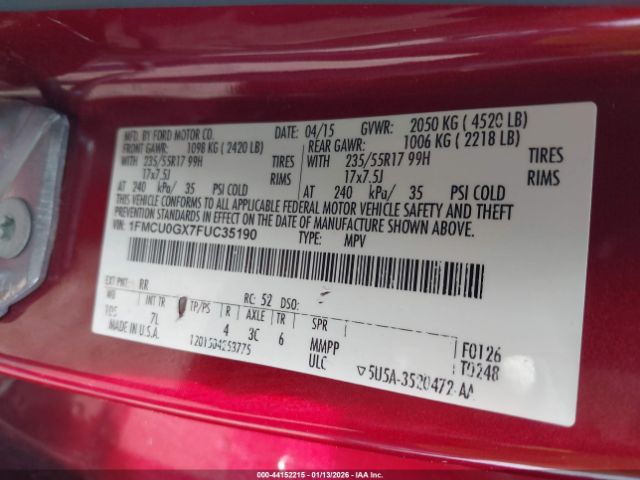 MFD. BY FORD MOTOR CO. DATE: 04/15 GVWR: 2050 KG ( 4520 LB)
FRONT GAWR: 1098 KG ( 2420 LB) REAR GAWR: 1006 KG ( 2218 LB)
WITH 235/55R17 99H TIRES WITH 235/55R17 99H TIRES
17x7.5J RIMS 17x7.5J RIMS
AT 240 kPa/ 35 PSI COLD AT 240 kPa/ 35 PSI COLD
THIS VEHICLE CONFORMS TO ALL APPLICABLE FEDERAL MOTOR VEHICLE SAFETY AND THEFT
PREVENTION STANDARDS IN EFFECT ON THE DATE OF MANUFACTURE SHOWN ABOVE.
VIN: 1FMCU0GX7FUC35190
TYPE: MPV
EXT PNT: RR RC: 52 DSO:
WB INT TR TP/PS R AXLE TR SPR
105 7L 4 3C 6 MMPP F0126
MADE IN U.S.A. ULC T0248
▽5U5A-3520472-AA
000-44152215 - 01/13/2026 - IAAI.CA